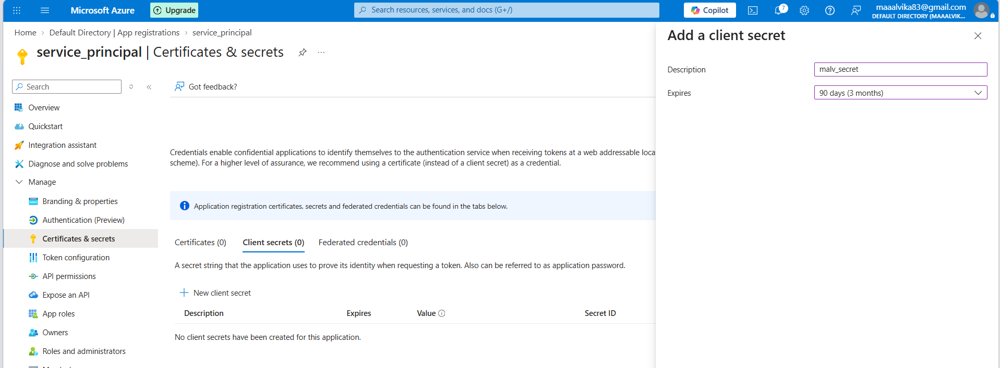 Microsoft Azure
Upgrade
Search resources, services, and docs (G+/)
Copilot
7
maaalvika83@gmail.com
DEFAULT DIRECTORY (MAAALVIK...
Home > Default Directory | App registrations > service_principal
service_principal | Certificates & secrets
...
Search
Got feedback?
Overview
Quickstart
Integration assistant
Diagnose and solve problems
Manage
Branding & properties
Authentication (Preview)
Certificates & secrets
Token configuration
API permissions
Expose an API
App roles
Owners
Roles and administrators
Credentials enable confidential applications to identify themselves to the authentication service when receiving tokens at a web addressable loca
scheme). For a higher level of assurance, we recommend using a certificate (instead of a client secret) as a credential.
Application registration certificates, secrets and federated credentials can be found in the tabs below.
Certificates (0) Client secrets (0) Federated credentials (0)
A secret string that the application uses to prove its identity when requesting a token. Also can be referred to as application password.
New client secret
Description Expires Value Secret ID
No client secrets have been created for this application.
Add a client secret
Description malv_secret
Expires 90 days (3 months)